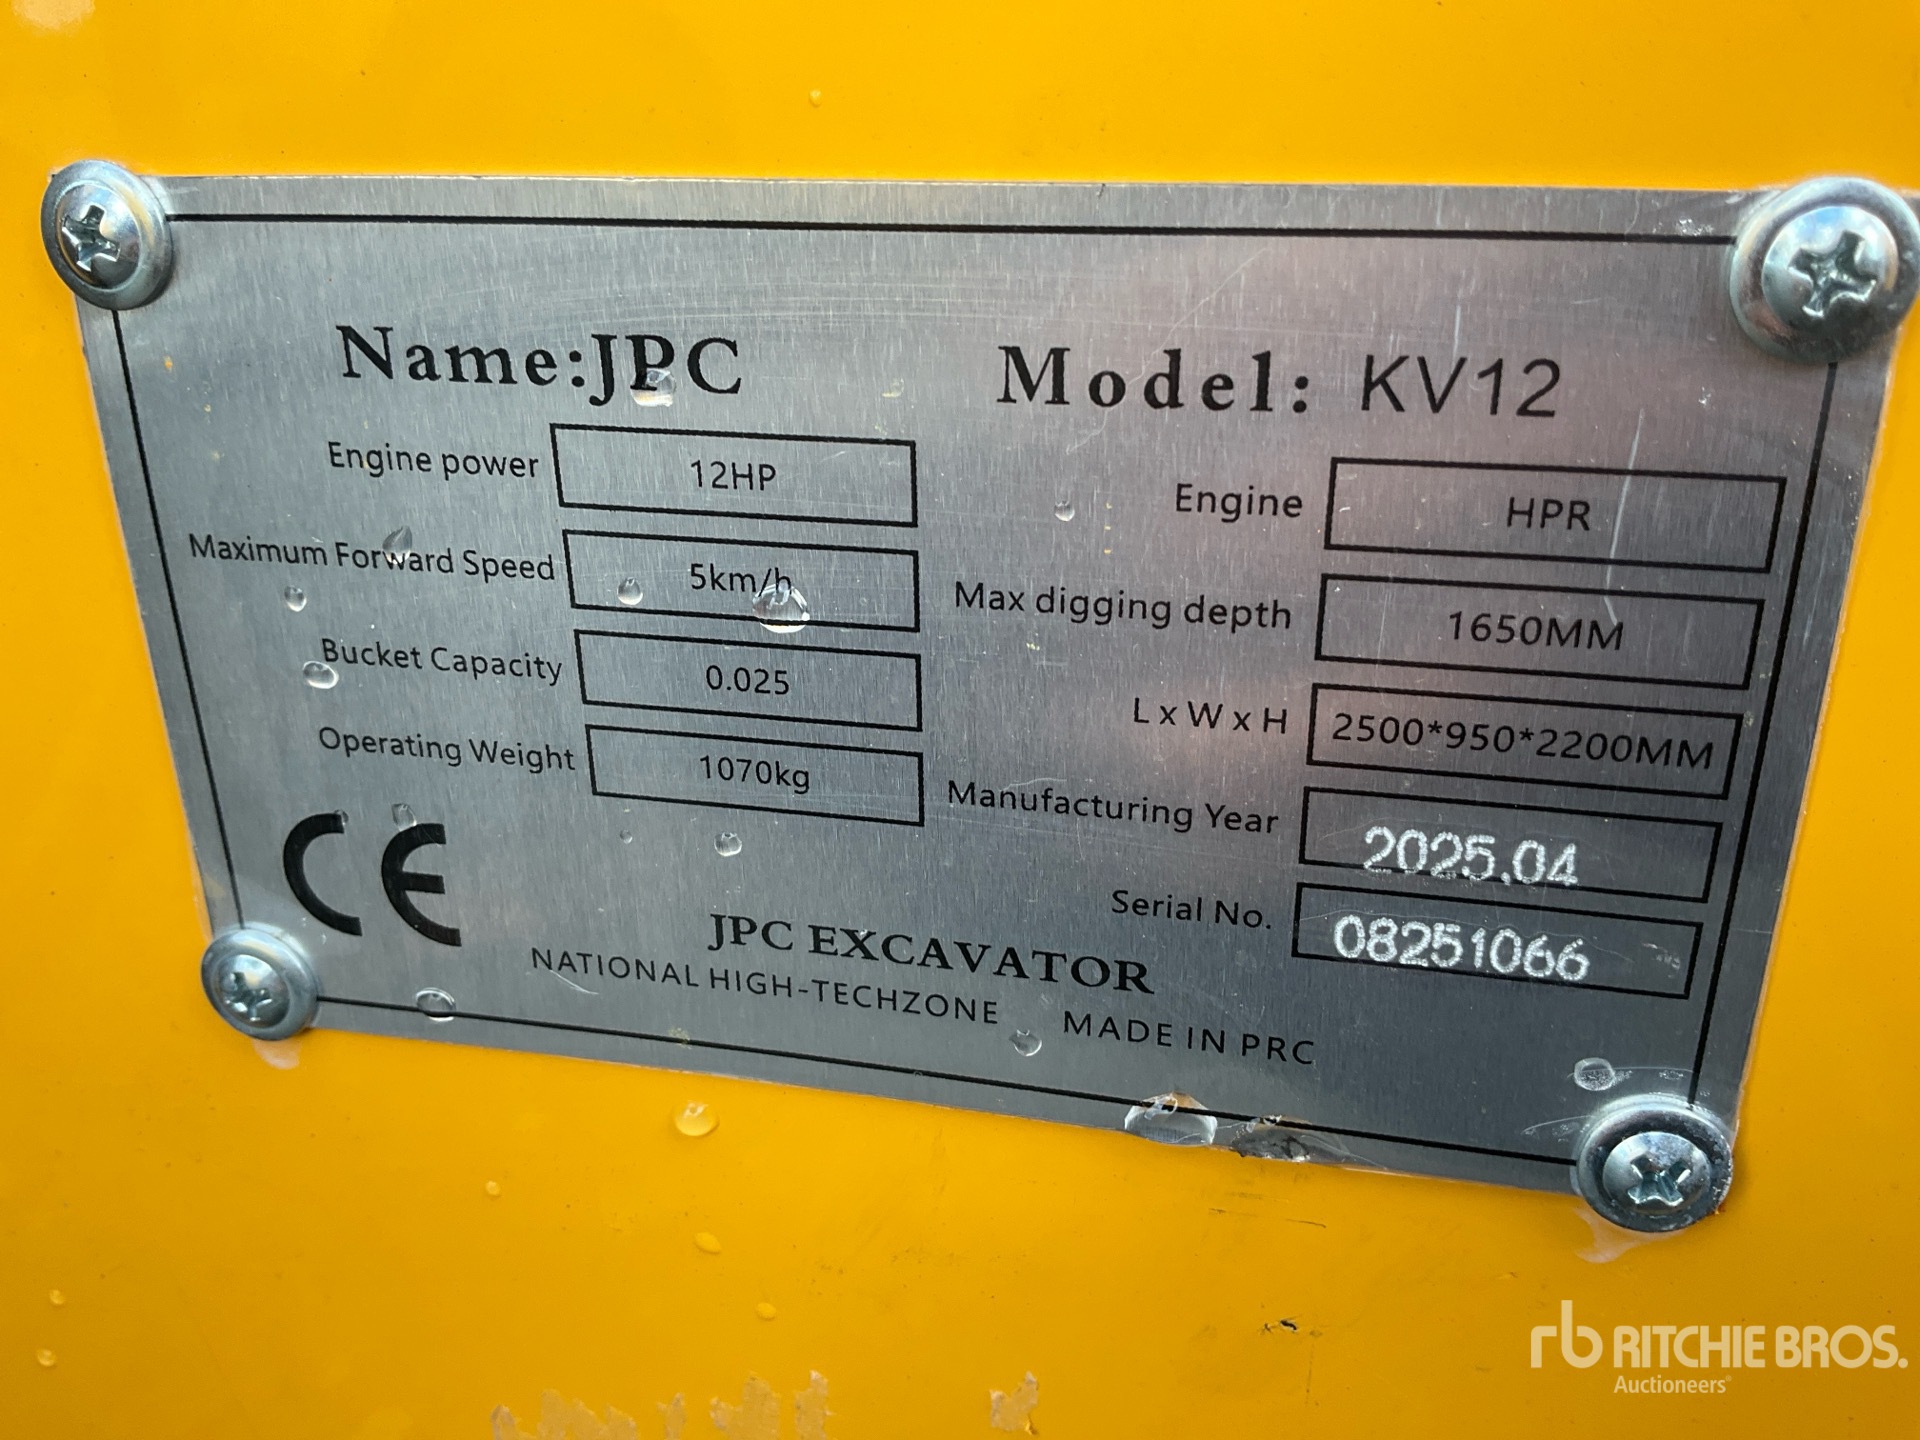 Name:JPC
Model: KV12
Engine power 12HP
Engine HPR
Maximum Forward Speed 5km/h
Max digging depth 1650MM
Bucket Capacity 0.025
L x W x H 2500*950*2200MM
Operating Weight 1070kg
Manufacturing Year 2025.04
Serial No. 08251066
CE
JPC EXCAVATOR
NATIONAL HIGH-TECHZONE MADE IN PRC
rb RITCHIE BROS.
Auctioneers